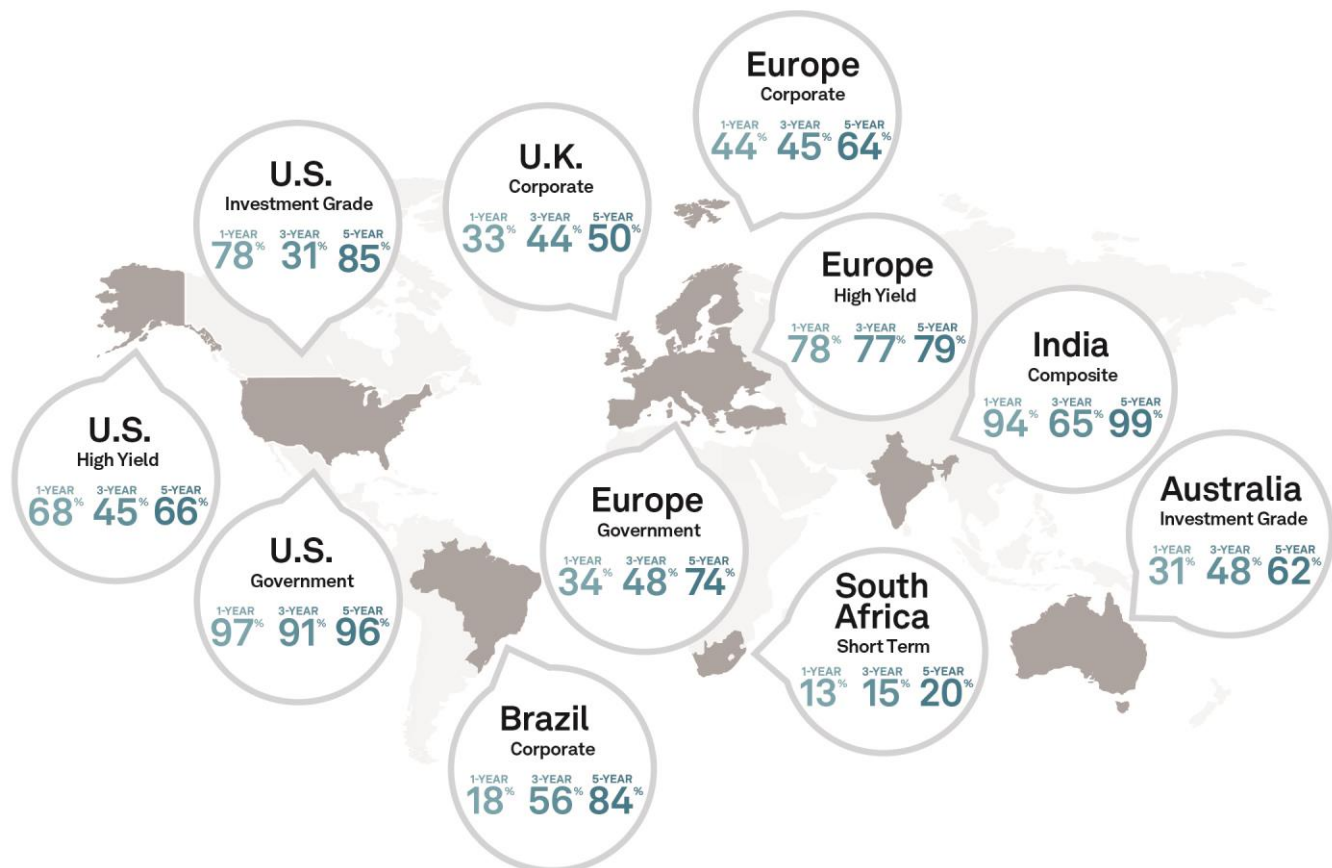 Europe
Corporate
1-YEAR 3-YEAR 5-YEAR
44% 45% 64%
U.S.
Investment Grade
1-YEAR 3-YEAR 5-YEAR
78% 31% 85%
U.K.
Corporate
1-YEAR 3-YEAR 5-YEAR
33% 44% 50%
Europe
High Yield
1-YEAR 3-YEAR 5-YEAR
78% 77% 79%
India
Composite
1-YEAR 3-YEAR 5-YEAR
94% 65% 99%
U.S.
High Yield
1-YEAR 3-YEAR 5-YEAR
68% 45% 66%
Europe
Government
1-YEAR 3-YEAR 5-YEAR
34% 48% 74%
Australia
Investment Grade
1-YEAR 3-YEAR 5-YEAR
31% 48% 62%
U.S.
Government
1-YEAR 3-YEAR 5-YEAR
97% 91% 96%
South
Africa
Short Term
1-YEAR 3-YEAR 5-YEAR
13% 15% 20%
Brazil
Corporate
1-YEAR 3-YEAR 5-YEAR
18% 56% 84%